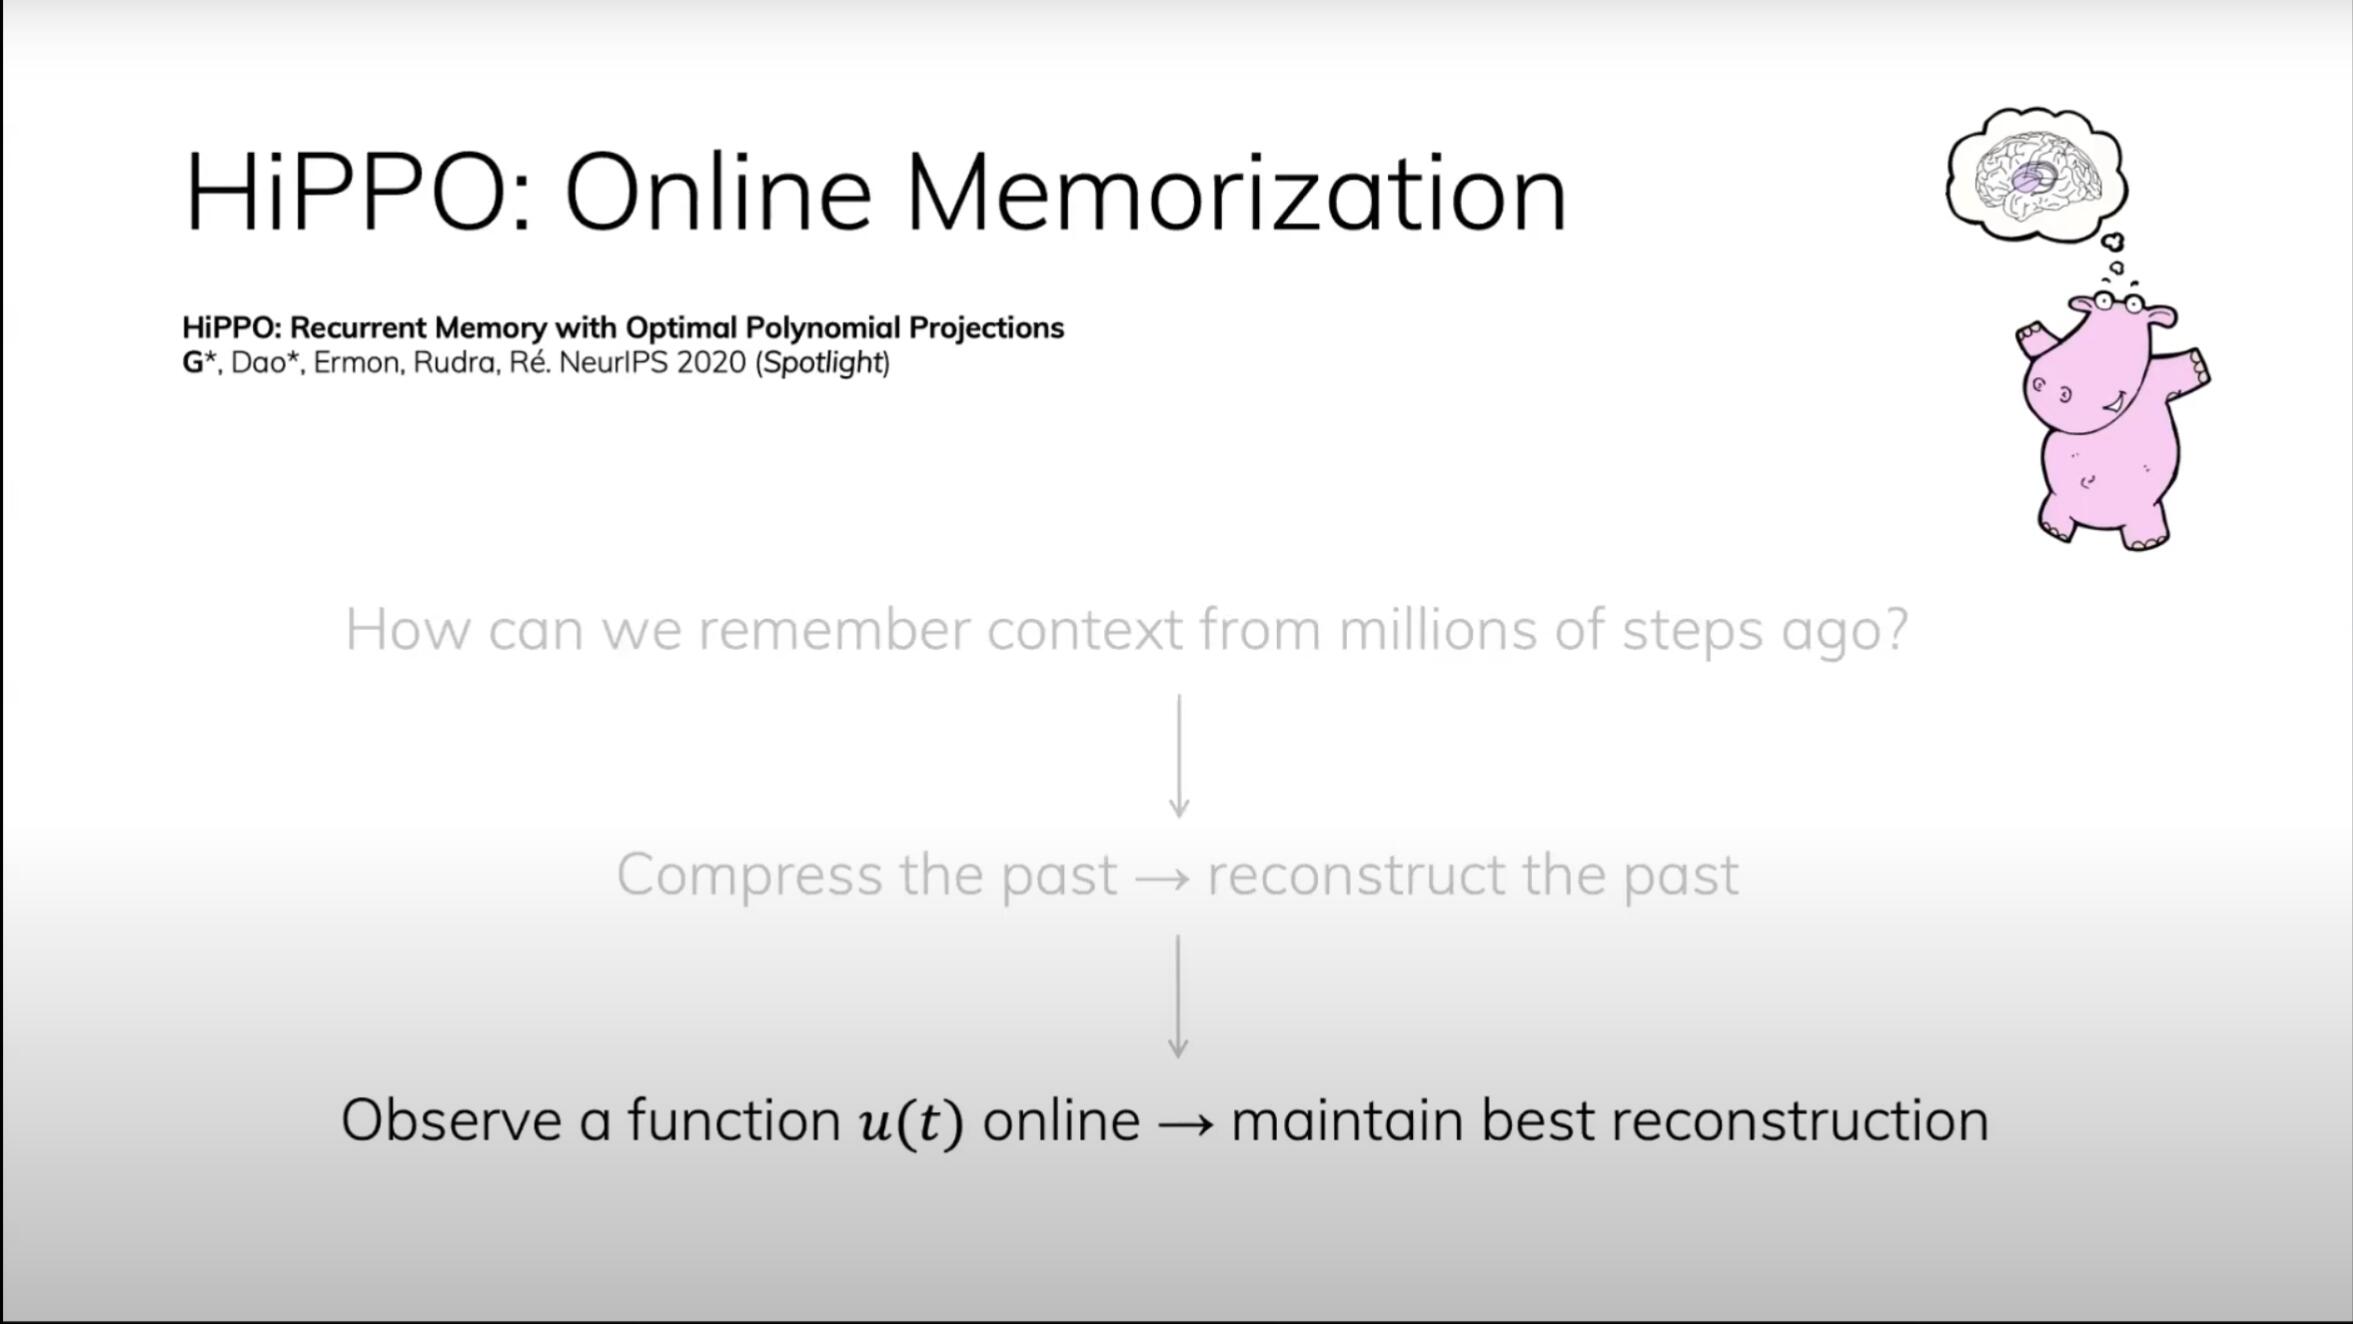 HiPPO: Online Memorization
HiPPO: Recurrent Memory with Optimal Polynomial Projections
G*, Dao*, Ermon, Rudra, Ré. NeurIPS 2020 (Spotlight)
How can we remember context from millions of steps ago?
Compress the past → reconstruct the past
Observe a function u(t) online → maintain best reconstruction